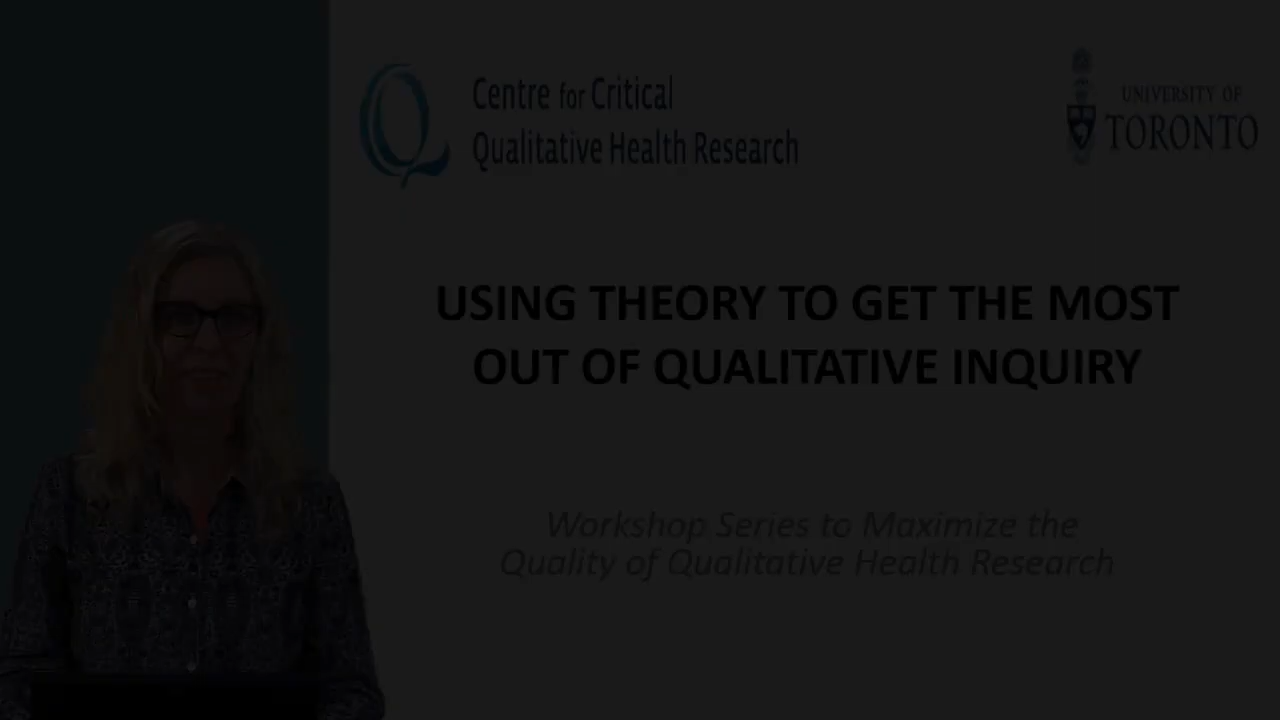 Centre for Critical
Qualitative Health Research
UNIVERSITY OF
TORONTO
USING THEORY TO GET THE MOST
OUT OF QUALITATIVE INQUIRY
Workshop Series to Maximize the
Quality of Qualitative Health Research